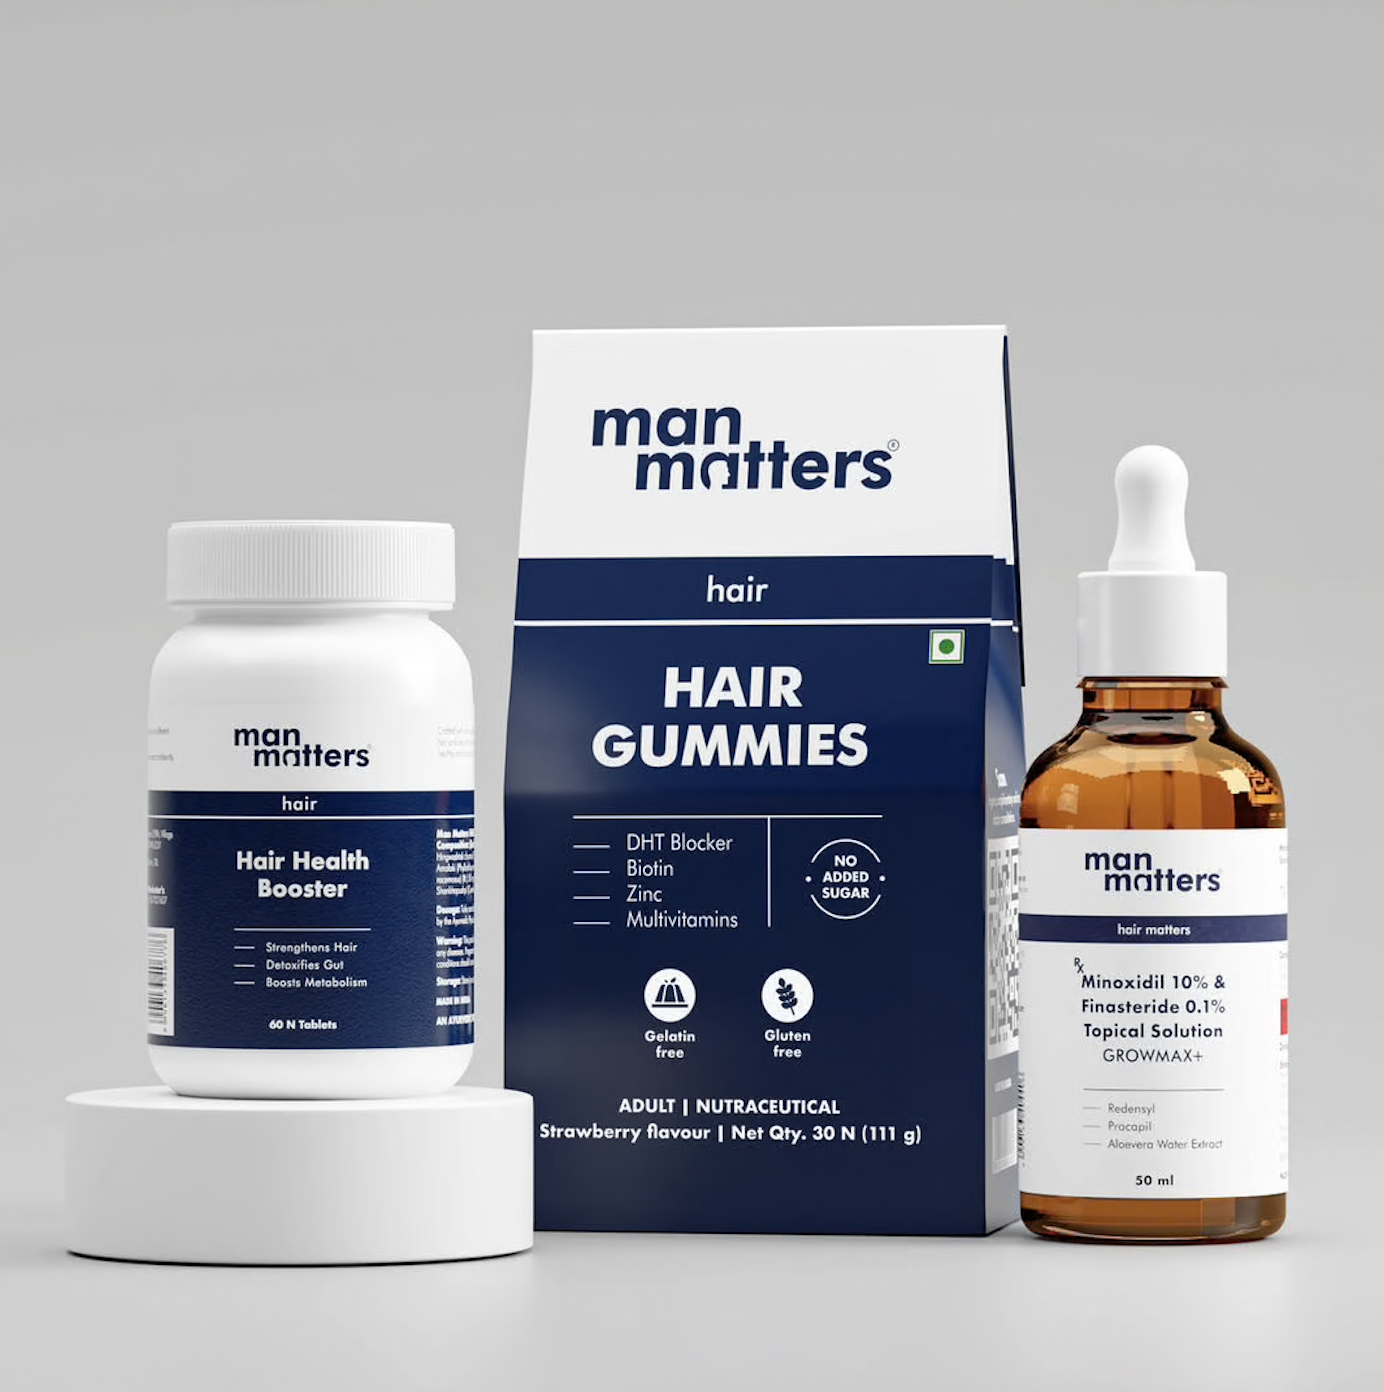 man
matters
hair
Hair Health
Booster
Strengthens Hair
Detoxifies Gut
Boosts Metabolism
60 N Tablets
MADE IN
man
matters®
hair
HAIR
GUMMIES
DHT Blocker
Biotin
Zinc
Multivitamins
NO
ADDED
SUGAR
Gelatin
free
Gluten
free
ADULT | NUTRACEUTICAL
Strawberry flavour | Net Qty. 30 N (111 g)
man
matters
hair matters
Rx
Minoxidil 10% &
Finasteride 0.1%
Topical Solution
GROWMAX+
Redensyl
Procapil
Aloevera Water Extract
50 ml